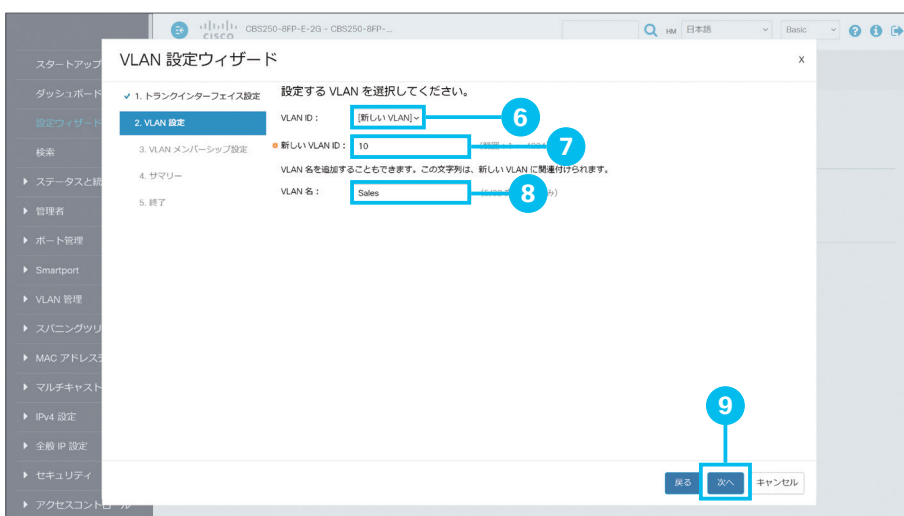 cisco
CBS250-8FP-E-2G - CBS250-8FP-...
HM
日本語
Basic
スタートアップ
ダッシュボード
設定ウィザード
検索
ステータスと統
管理者
ポート管理
Smartport
VLAN 管理
スパニングツリ
MAC アドレス
マルチキャスト
IPv4 設定
全般 IP 設定
セキュリティ
アクセスコントロール
VLAN 設定ウィザード
x
1. トランクインターフェイス設定
2. VLAN 設定
3. VLAN メンバーシップ設定
4. サマリー
5. 終了
設定する VLAN を選択してください。
VLAN ID：
[新しい VLAN]
6
新しい VLAN ID：
10
7
VLAN 名を追加することもできます。この文字列は、新しい VLAN に関連付けられます。
VLAN 名：
Sales
8
9
戻る
次へ
キャンセル